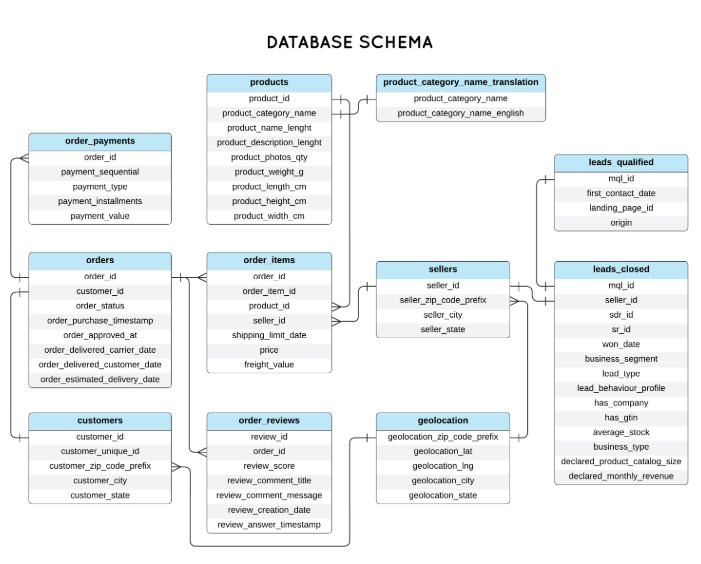 DATABASE SCHEMA
products
product_id
product_category_name
product_name_lenght
product_description_lenght
product_photos_qty
product_weight_g
product_length_cm
product_height_cm
product_width_cm
product_category_name_translation
product_category_name
product_category_name_english
order_payments
order_id
payment_sequential
payment_type
payment_installments
payment_value
leads_qualified
mql_id
first_contact_date
landing_page_id
origin
orders
order_id
customer_id
order_status
order_purchase_timestamp
order_approved_at
order_delivered_carrier_date
order_delivered_customer_date
order_estimated_delivery_date
order_items
order_id
order_item_id
product_id
seller_id
shipping_limit_date
price
freight_value
sellers
seller_id
seller_zip_code_prefix
seller_city
seller_state
leads_closed
mql_id
seller_id
sdr_id
sr_id
won_date
business_segment
lead_type
lead_behaviour_profile
has_company
has_gtin
average_stock
business_type
declared_product_catalog_size
declared_monthly_revenue
customers
customer_id
customer_unique_id
customer_zip_code_prefix
customer_city
customer_state
order_reviews
review_id
order_id
review_score
review_comment_title
review_comment_message
review_creation_date
review_answer_timestamp
geolocation
geolocation_zip_code_prefix
geolocation_lat
geolocation_lng
geolocation_city
geolocation_state